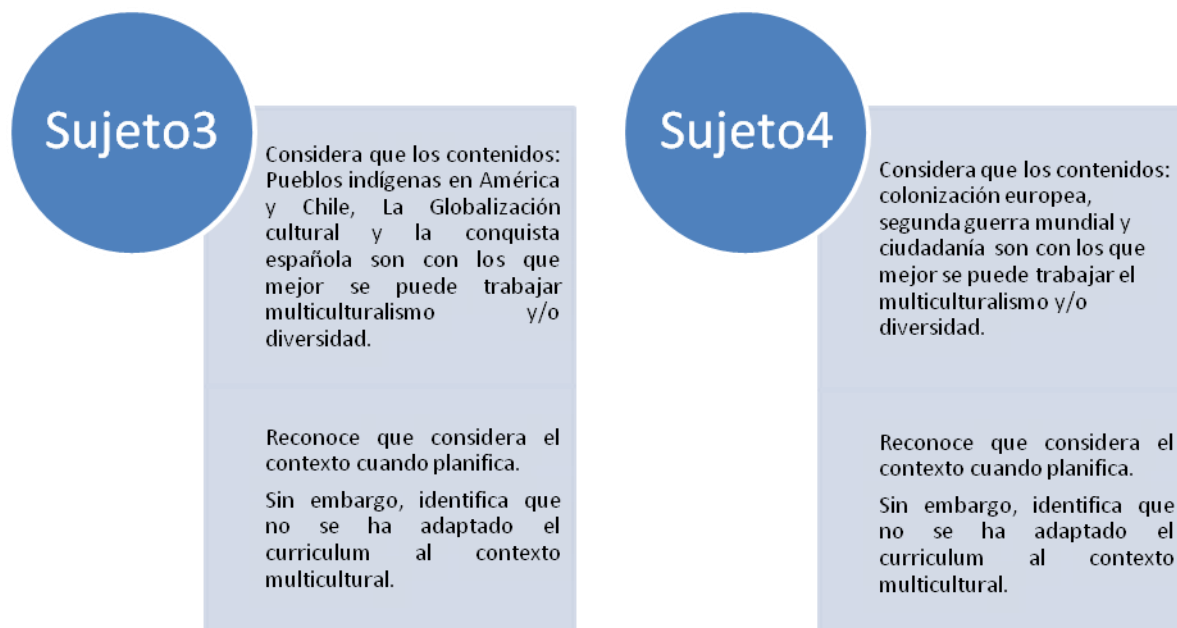 Sujeto3
Considera que los contenidos:
Pueblos indígenas en América
y Chile, La Globalización
cultural y la conquista
española son con los que
mejor se puede trabajar
multiculturalismo y/o
diversidad.
Reconoce que considera el
contexto cuando planifica.
Sin embargo, identifica que
no se ha adaptado el
curriculum al contexto
multicultural.
Sujeto4
Considera que los contenidos:
colonización europea,
segunda guerra mundial y
ciudadanía son con los que
mejor se puede trabajar el
multiculturalismo y/o
diversidad.
Reconoce que considera el
contexto cuando planifica.
Sin embargo, identifica que
no se ha adaptado el
curriculum al contexto
multicultural.